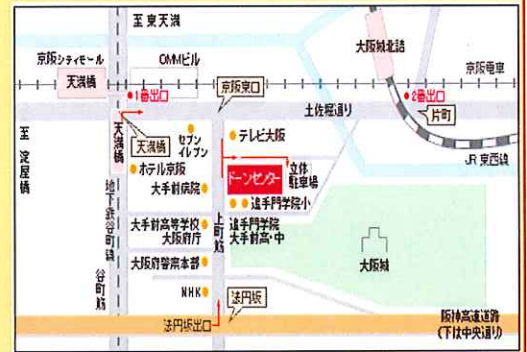 至東天満
京阪シティモール
OMMビル
大阪城北詰
天満橋
京阪東口
京阪電車
●1番出口
●2番出口
土佐堀通り
片町
至淀屋橋
天満橋
天満橋
セブン
イレブン
テレビ大阪
ホテル京阪
ドーンセンター
立体
駐車場
JR東西線
大手前病院
追手門学院小
地下鉄谷町線
谷町筋
上町筋
大手前高等学校
大阪府庁
追手門学院
大手前高・中
大阪府警察本部
大阪城
NHK
法円坂
法円坂出口
阪神高速道路
(下は中央通り)